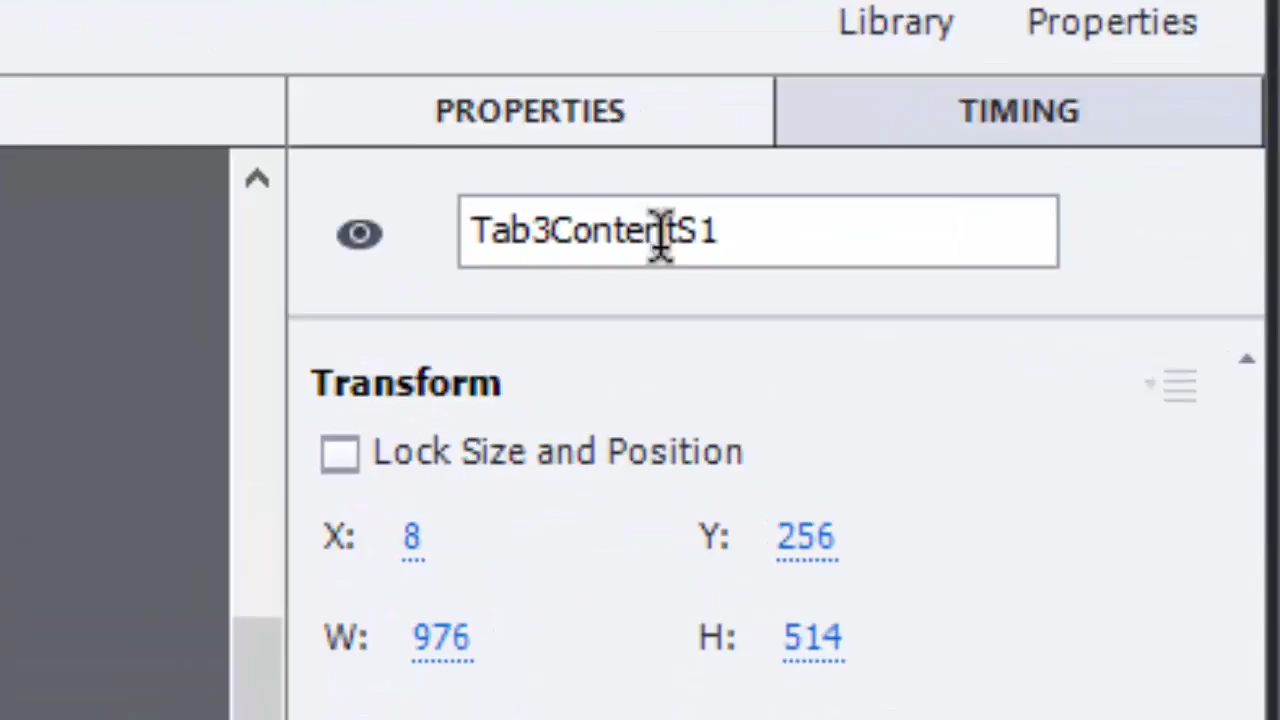 Library Properties
PROPERTIES TIMING
Tab3ContentS1
Transform
Lock Size and Position
X: 8 Y: 256
W: 976 H: 514